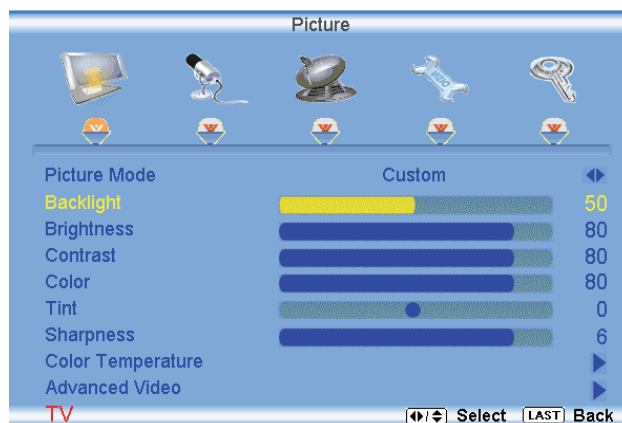 Picture
VIZIO
Picture Mode Custom
Backlight 50
Brightness 80
Contrast 80
Color 80
Tint 0
Sharpness 6
Color Temperature
Advanced Video
TV Select LAST Back